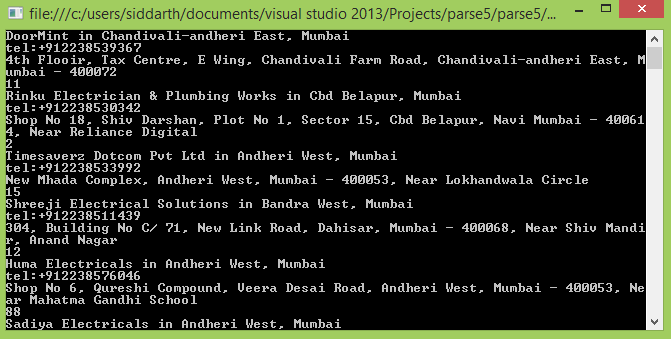 file:///c:/users/siddarth/documents/visual studio 2013/Projects/parse5/parse5/...
DoorMint in Chandivali-andheri East, Mumbai
tel:+912238539367
4th Flooir, Tax Centre, E Wing, Chandivali Farm Road, Chandivali-andheri East, M
umbai - 400072
11
Rinku Electrician & Plumbing Works in Cbd Belapur, Mumbai
tel:+912238530342
Shop No 18, Shiv Darshan, Plot No 1, Sector 15, Cbd Belapur, Navi Mumbai - 40061
4, Near Reliance Digital
2
Timesaverz Dotcom Pvt Ltd in Andheri West, Mumbai
tel:+912238533992
New Mhada Complex, Andheri West, Mumbai - 400053, Near Lokhandwala Circle
15
Shreeji Electrical Solutions in Bandra West, Mumbai
tel:+912238511439
304, Building No C/ 71, New Link Road, Dahisar, Mumbai - 400068, Near Shiv Mandi
r, Anand Nagar
12
Huma Electricals in Andheri West, Mumbai
tel:+912238576046
Shop No 6, Qureshi Compound, Veera Desai Road, Andheri West, Mumbai - 400053, Ne
ar Mahatma Gandhi School
88
Sadiya Electricals in Andheri West, Mumbai